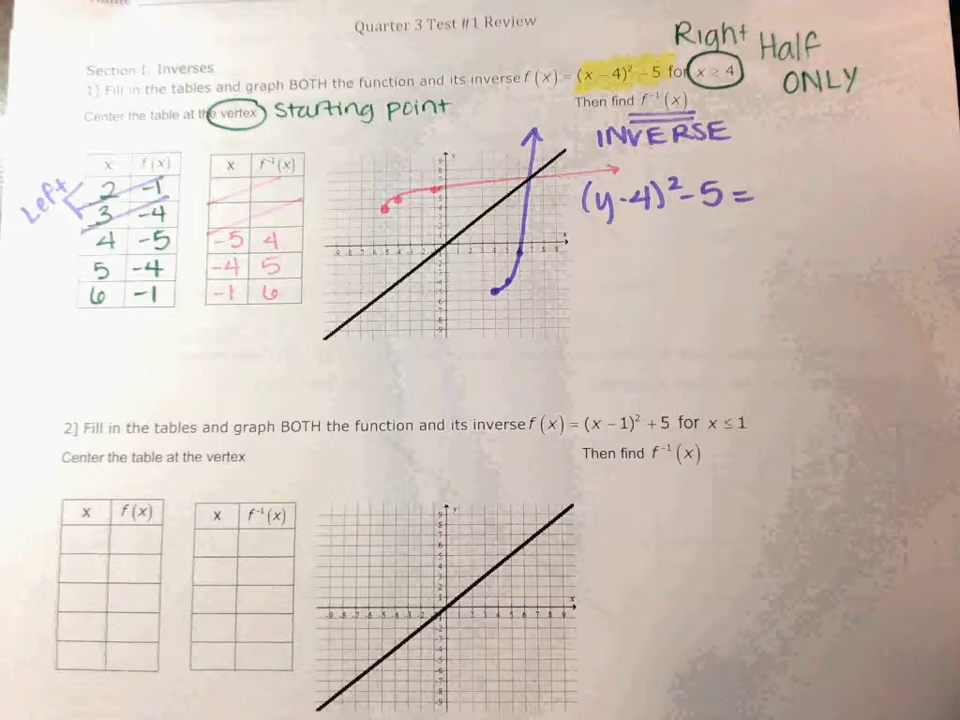 Name
Quarter 3 Test #1 Review
Right Half
ONLY
Section 1: Inverses
1] Fill in the tables and graph BOTH the function and its inverse f(x) = (x − 4)² − 5 for x ≥ 4
Center the table at the vertex Starting point
Then find f⁻¹(x)
INVERSE
(y-4)²-5=
Left
x f(x)
2 -1
3 -4
4 -5
5 -4
6 -1
x f⁻¹(x)
-5 4
-4 5
-1 6
2] Fill in the tables and graph BOTH the function and its inverse f(x) = (x − 1)² + 5 for x ≤ 1
Center the table at the vertex
Then find f⁻¹(x)
x f(x)
x f⁻¹(x)